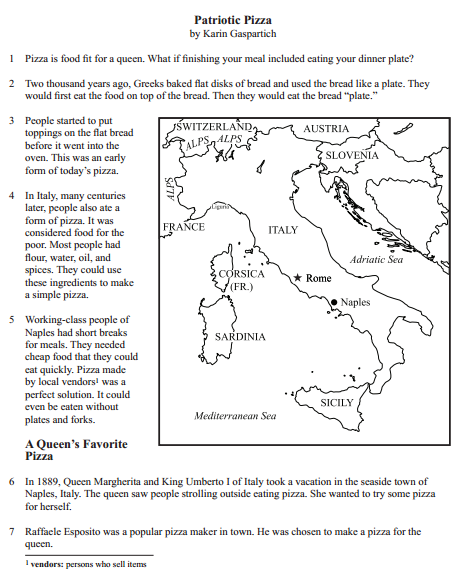 Patriotic Pizza
by Karin Gaspartich
1 Pizza is food fit for a queen. What if finishing your meal included eating your dinner plate?
2 Two thousand years ago, Greeks baked flat disks of bread and used the bread like a plate. They
would first eat the food on top of the bread. Then they would eat the bread “plate.”
3 People started to put
toppings on the flat bread
before it went into the
oven. This was an early
form of today’s pizza.
4 In Italy, many centuries
later, people also ate a
form of pizza. It was
considered food for the
poor. Most people had
flour, water, oil, and
spices. They could use
these ingredients to make
a simple pizza.
5 Working-class people of
Naples had short breaks
for meals. They needed
cheap food that they could
eat quickly. Pizza made
by local vendors¹ was a
perfect solution. It could
even be eaten without
plates and forks.
SWITZERLAND
AUSTRIA
ALPS
ALPS
SLOVENIA
ALPS
Liguria
FRANCE
ITALY
Adriatic Sea
CORSICA
(FR.)
Rome
Naples
SARDINIA
SICILY
Mediterranean Sea
A Queen’s Favorite
Pizza
6 In 1889, Queen Margherita and King Umberto I of Italy took a vacation in the seaside town of
Naples, Italy. The queen saw people strolling outside eating pizza. She wanted to try some pizza
for herself.
7 Raffaele Esposito was a popular pizza maker in town. He was chosen to make a pizza for the
queen.
¹ vendors: persons who sell items